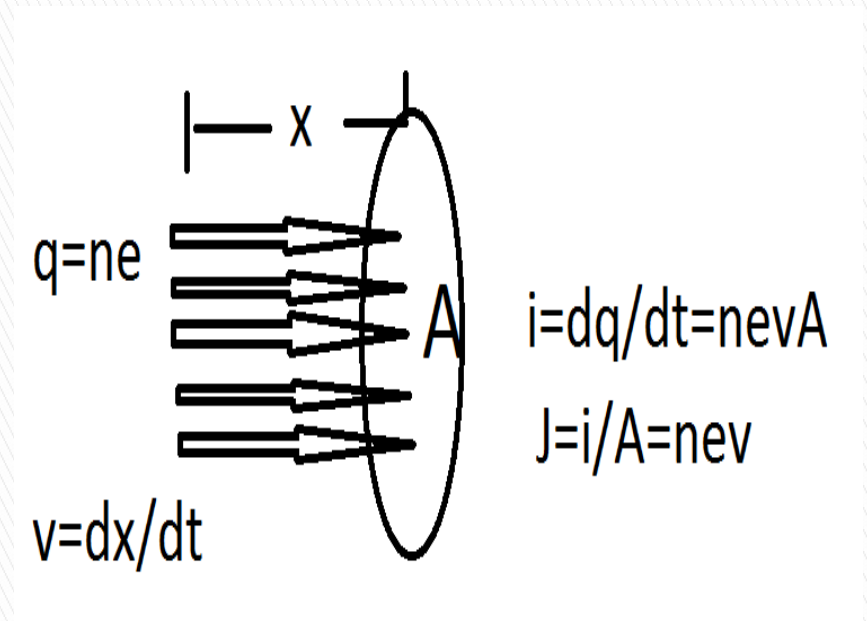 x
q=ne
A
i=dq/dt=nevA
J=i/A=nev
v=dx/dt